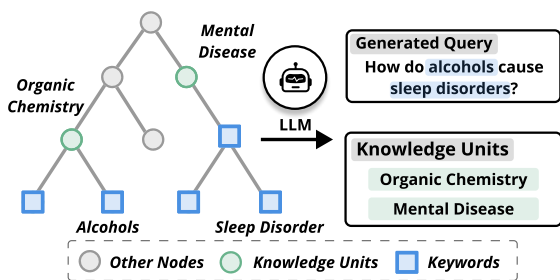 Mental
Disease
Organic
Chemistry
Alcohols
Sleep Disorder
LLM
Generated Query
How do alcohols cause
sleep disorders?
Knowledge Units
Organic Chemistry
Mental Disease
Other Nodes
Knowledge Units
Keywords